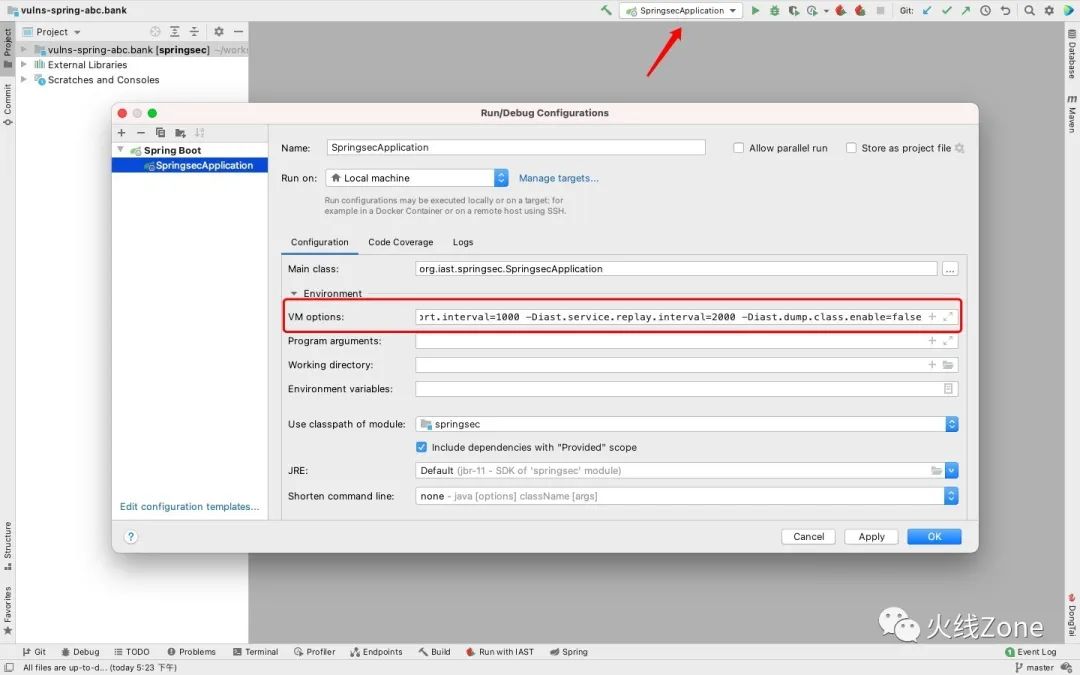 vulns-spring-abc.bank
SpringsecApplication
Git:
Project
Project
vulns-spring-abc.bank [springsec] ~/works
External Libraries
Scratches and Consoles
Commit
Structure
Favorites
Database
Maven
DongTai
Run/Debug Configurations
Spring Boot
SpringsecApplication
Edit configuration templates...
Name: SpringsecApplication
Allow parallel run
Store as project file
Run on: Local machine
Manage targets...
Run configurations may be executed locally or on a target: for
example in a Docker Container or on a remote host using SSH.
Configuration Code Coverage Logs
Main class: org.iast.springsec.SpringsecApplication ...
Environment
VM options: ort.interval=1000 -Diast.service.replay.interval=2000 -Diast.dump.class.enable=false
Program arguments:
Working directory:
Environment variables:
Use classpath of module: springsec
Include dependencies with "Provided" scope
JRE: Default (jbr-11 - SDK of 'springsec' module)
Shorten command line: none - java [options] className [args]
? Cancel Apply OK
火线Zone
Git Debug TODO Problems Terminal Profiler Endpoints Build Run with IAST Spring 1 Event Log
All files are up-to-d... (today 5:23 下午) master